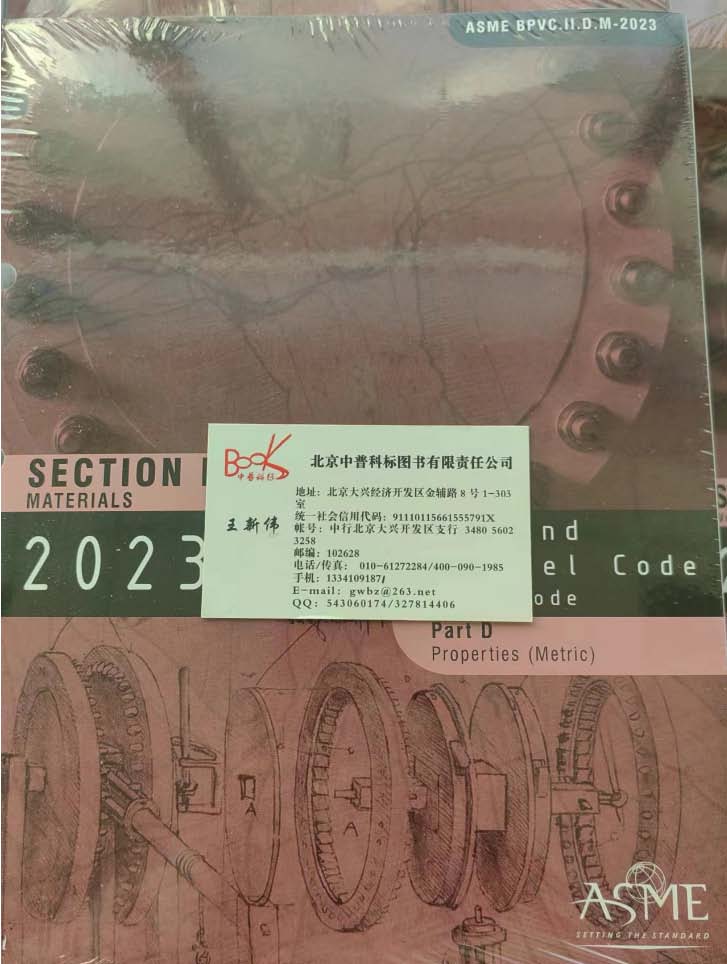 ASME BPVC.II.D.M-2023
SECTION
MATERIALS
2023
nd
el Code
ode
Part D
Properties (Metric)
BOOK
中普科标
北京中普科标图书有限责任公司
王新伟
地址: 北京大兴经济开发区金辅路 8 号 1-303
室
统一社会信用代码: 91110115661555791X
帐号: 中行北京大兴开发区支行 3480 5602
3258
邮编: 102628
电话/传真: 010-61272284/400-090-1985
手机: 13341091871
E-mail: gwbz@263.net
QQ: 543060174/327814406
A
A
ASME
SETTING THE STANDARD